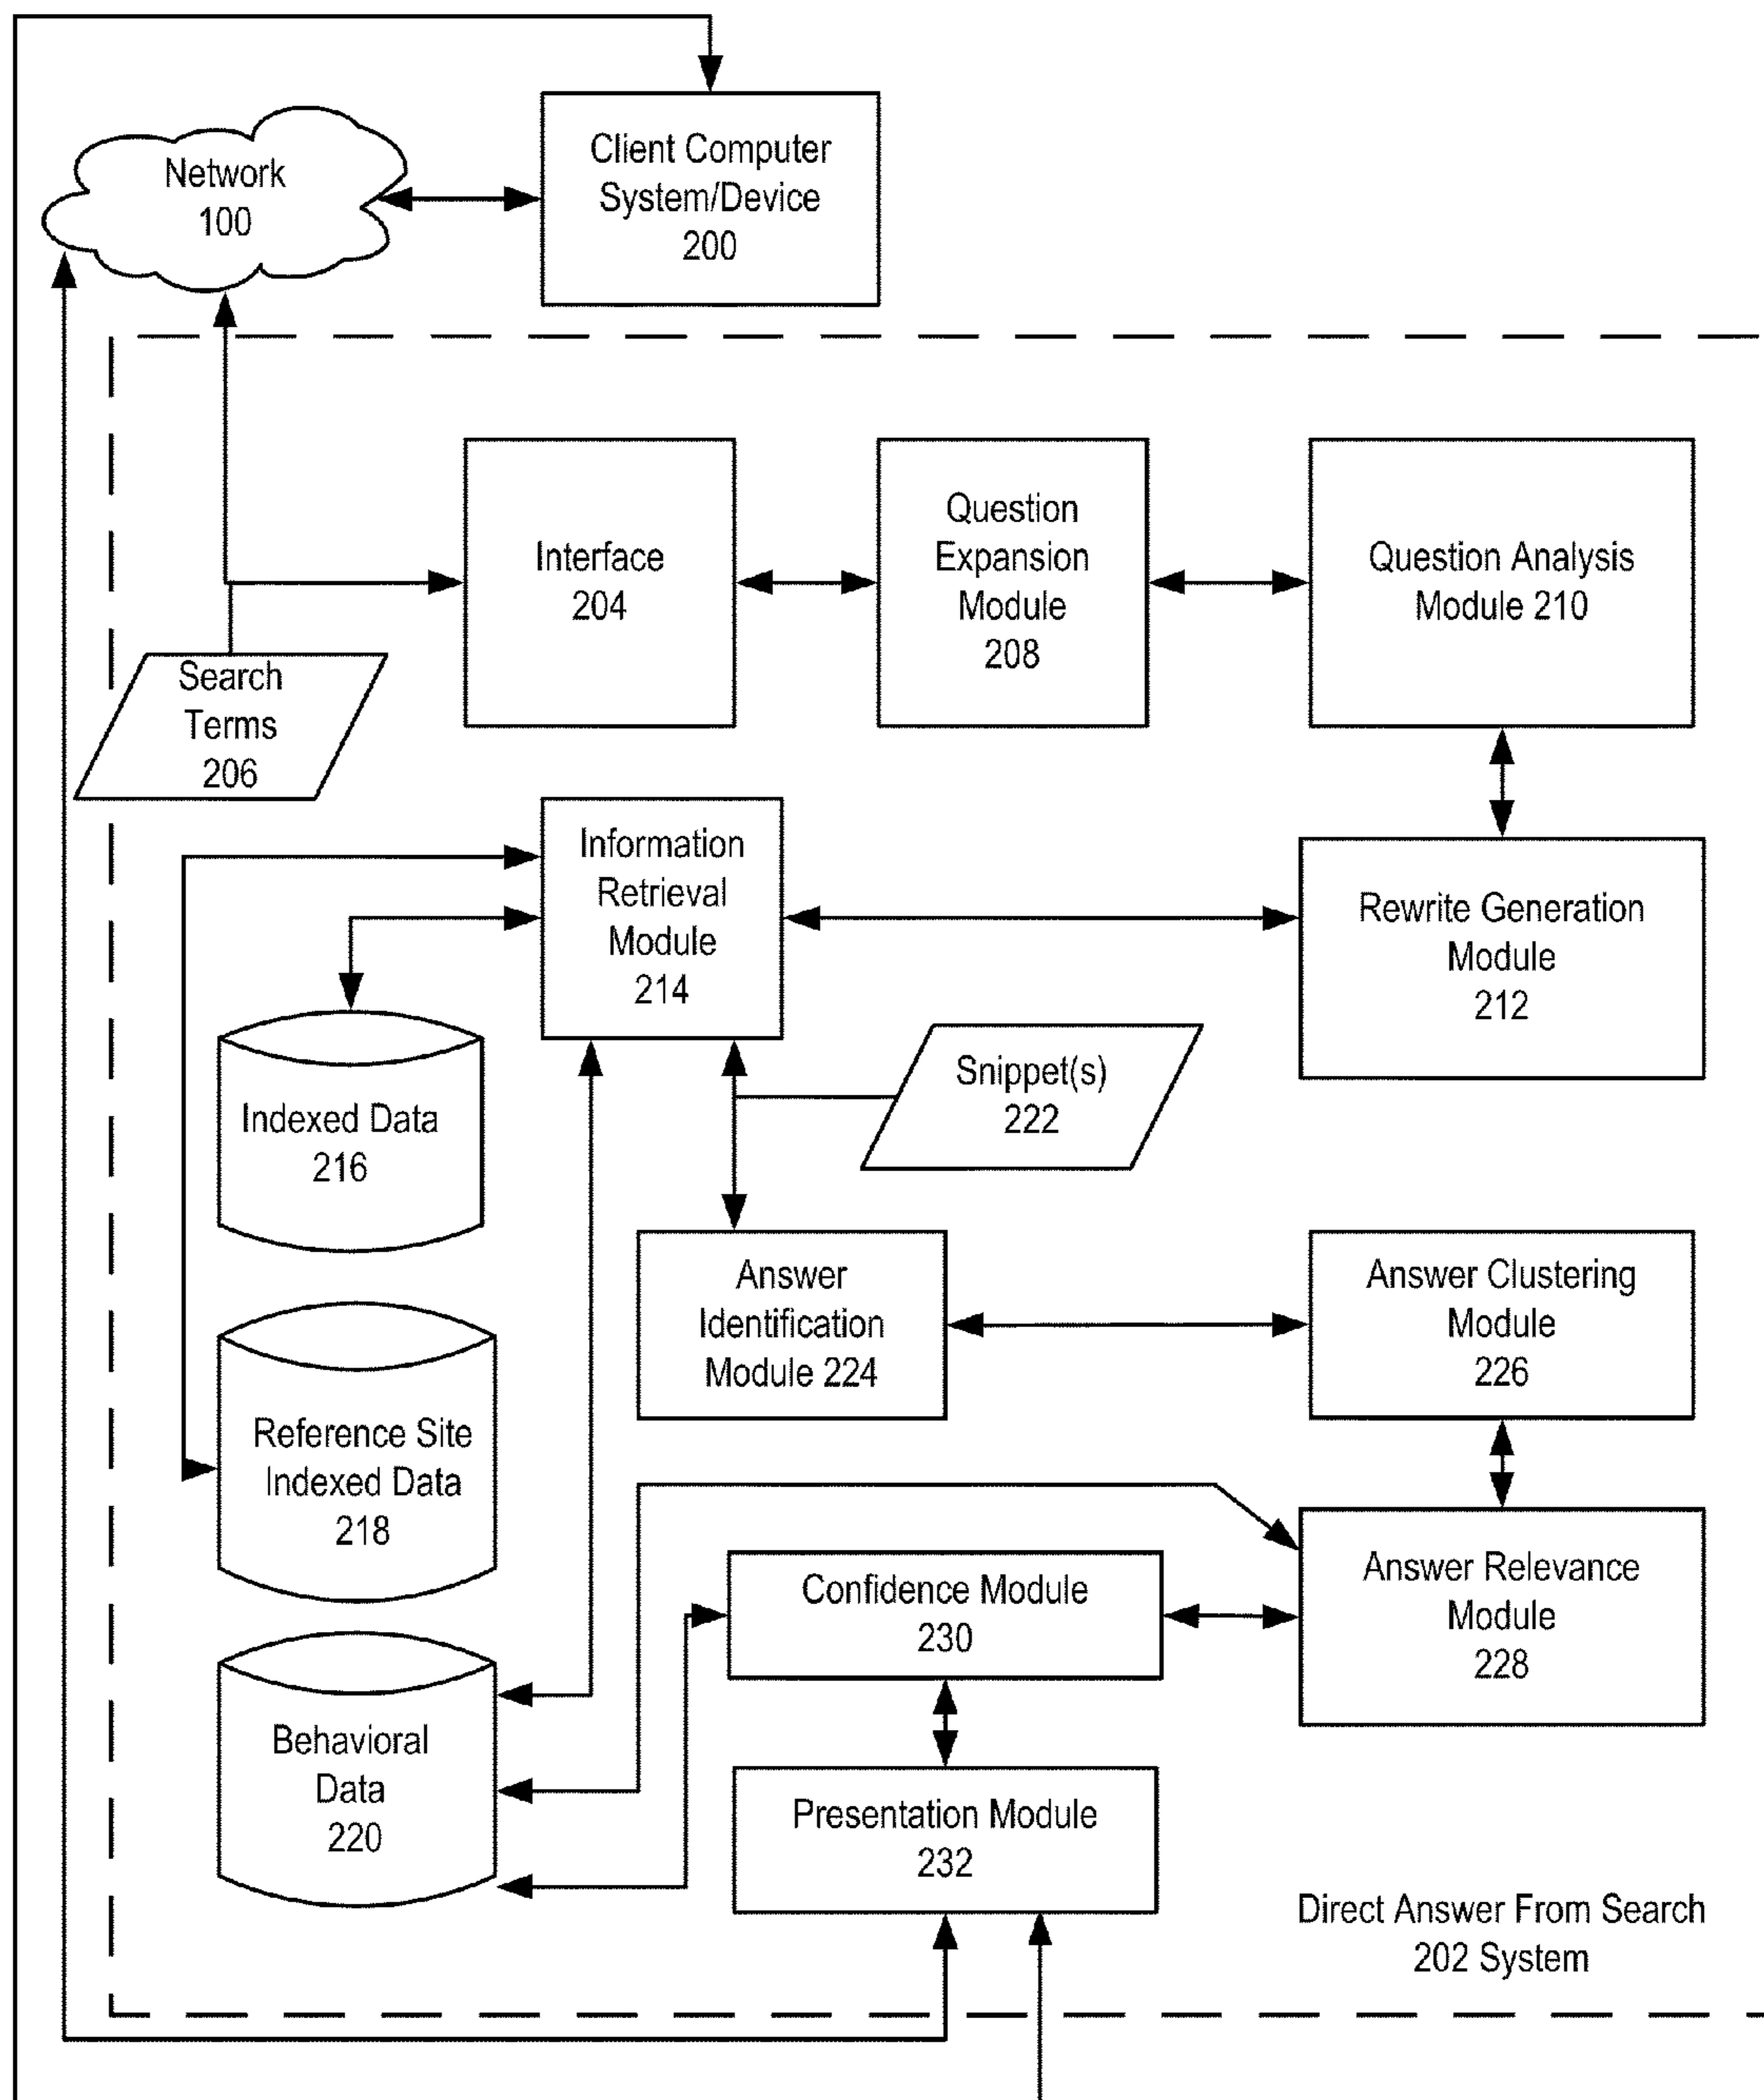 Network
100
Client Computer
System/Device
200
Interface
204
Question
Expansion
Module
208
Question Analysis
Module 210
Search
Terms
206
Information
Retrieval
Module
214
Rewrite Generation
Module
212
Indexed Data
216
Snippet(s)
222
Answer
Identification
Module 224
Answer Clustering
Module
226
Reference Site
Indexed Data
218
Confidence Module
230
Answer Relevance
Module
228
Behavioral
Data
220
Presentation Module
232
Direct Answer From Search
202 System